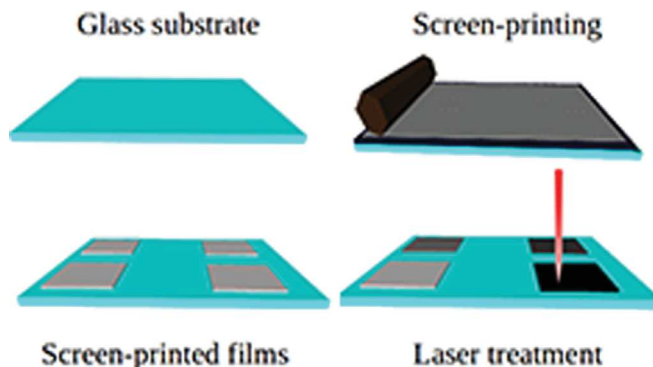 Glass substrate
Screen-printing
Screen-printed films
Laser treatment